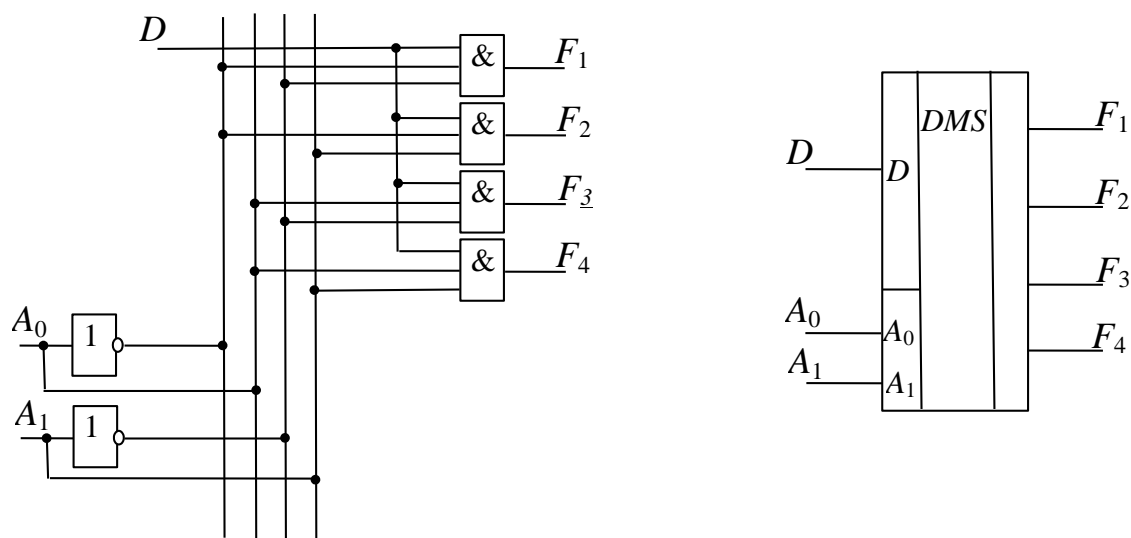 D
& F₁
& F₂
& F₃
& F₄
A₀ 1
A₁ 1
DMS
D D
A₀ A₀
A₁ A₁
F₁
F₂
F₃
F₄